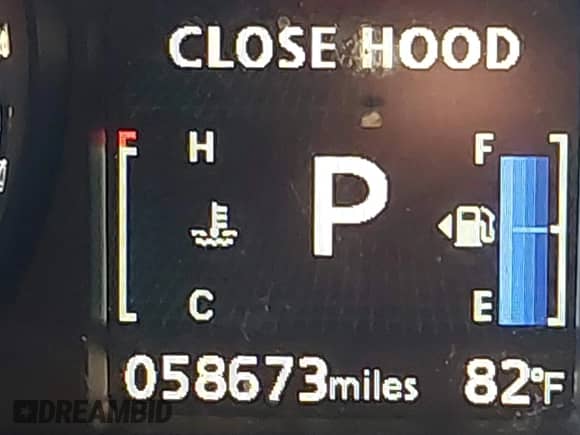 CLOSE HOOD
H
F
P
C
E
058673miles
82°F
DREAMBID